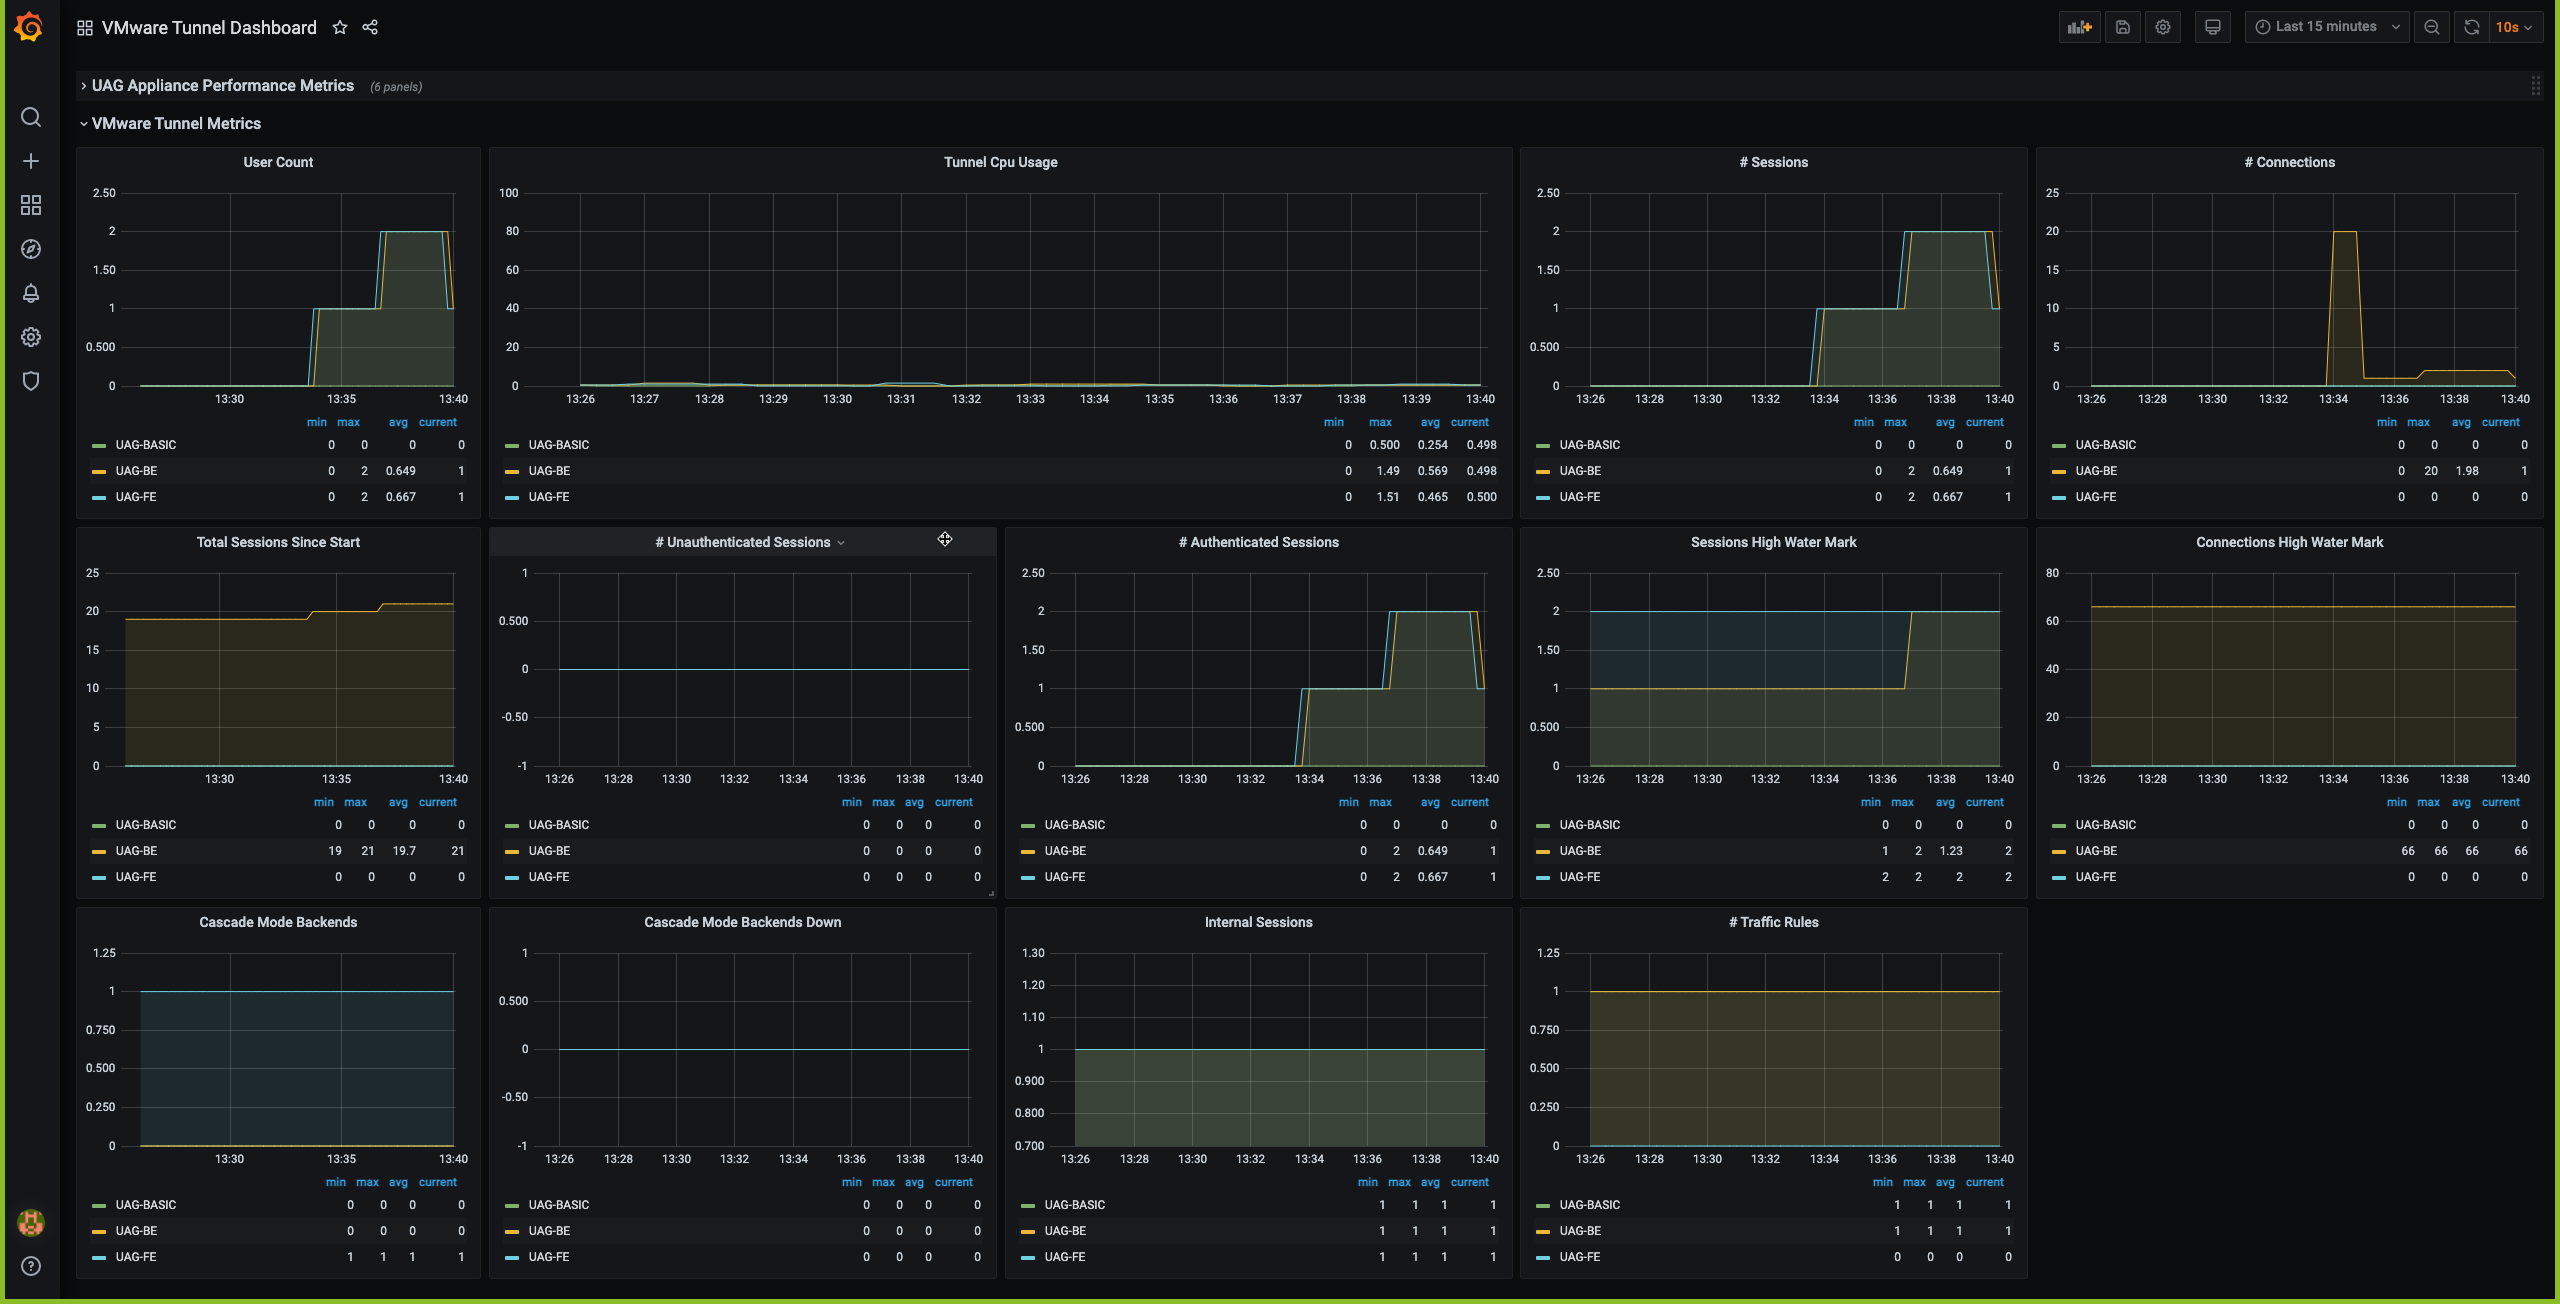 VMware Tunnel Dashboard
Last 15 minutes
10s
UAG Appliance Performance Metrics (6 panels)
VMware Tunnel Metrics
User Count
2.50
2
1.50
1
0.500
0
13:30 13:35 13:40
min max avg current
UAG-BASIC 0 0 0 0
UAG-BE 0 2 0.649 1
UAG-FE 0 2 0.667 1
Tunnel Cpu Usage
100
80
60
40
20
0
13:26 13:27 13:28 13:29 13:30 13:31 13:32 13:33 13:34 13:35 13:36 13:37 13:38 13:39 13:40
min max avg current
UAG-BASIC 0 0.500 0.254 0.498
UAG-BE 0 1.49 0.569 0.498
UAG-FE 0 1.51 0.465 0.500
# Sessions
2.50
2
1.50
1
0.500
0
13:26 13:28 13:30 13:32 13:34 13:36 13:38 13:40
min max avg current
UAG-BASIC 0 0 0 0
UAG-BE 0 2 0.649 1
UAG-FE 0 2 0.667 1
# Connections
25
20
15
10
5
0
13:26 13:28 13:30 13:32 13:34 13:36 13:38 13:40
min max avg current
UAG-BASIC 0 0 0 0
UAG-BE 0 20 1.98 1
UAG-FE 0 0 0 0
Total Sessions Since Start
25
20
15
10
5
0
13:30 13:35 13:40
min max avg current
UAG-BASIC 0 0 0 0
UAG-BE 19 21 19.7 21
UAG-FE 0 0 0 0
# Unauthenticated Sessions
1
0.500
0
-0.50
-1
13:26 13:28 13:30 13:32 13:34 13:36 13:38 13:40
min max avg current
UAG-BASIC 0 0 0 0
UAG-BE 0 0 0 0
UAG-FE 0 0 0 0
# Authenticated Sessions
2.50
2
1.50
1
0.500
0
13:26 13:28 13:30 13:32 13:34 13:36 13:38 13:40
min max avg current
UAG-BASIC 0 0 0 0
UAG-BE 0 2 0.649 1
UAG-FE 0 2 0.667 1
Sessions High Water Mark
2.50
2
1.50
1
0.500
0
13:26 13:28 13:30 13:32 13:34 13:36 13:38 13:40
min max avg current
UAG-BASIC 0 0 0 0
UAG-BE 1 2 1.23 2
UAG-FE 2 2 2 2
Connections High Water Mark
80
60
40
20
0
13:26 13:28 13:30 13:32 13:34 13:36 13:38 13:40
min max avg current
UAG-BASIC 0 0 0 0
UAG-BE 66 66 66 66
UAG-FE 0 0 0 0
Cascade Mode Backends
1.25
1
0.750
0.500
0.250
0
13:30 13:35 13:40
min max avg current
UAG-BASIC 0 0 0 0
UAG-BE 0 0 0 0
UAG-FE 1 1 1 1
Cascade Mode Backends Down
1
0.500
0
-0.50
-1
13:26 13:28 13:30 13:32 13:34 13:36 13:38 13:40
min max avg current
UAG-BASIC 0 0 0 0
UAG-BE 0 0 0 0
UAG-FE 0 0 0 0
Internal Sessions
1.30
1.20
1.10
1
0.900
0.800
0.700
13:26 13:28 13:30 13:32 13:34 13:36 13:38 13:40
min max avg current
UAG-BASIC 1 1 1 1
UAG-BE 1 1 1 1
UAG-FE 1 1 1 1
# Traffic Rules
1.25
1
0.750
0.500
0.250
0
13:26 13:28 13:30 13:32 13:34 13:36 13:38 13:40
min max avg current
UAG-BASIC 1 1 1 1
UAG-BE 1 1 1 1
UAG-FE 0 0 0 0